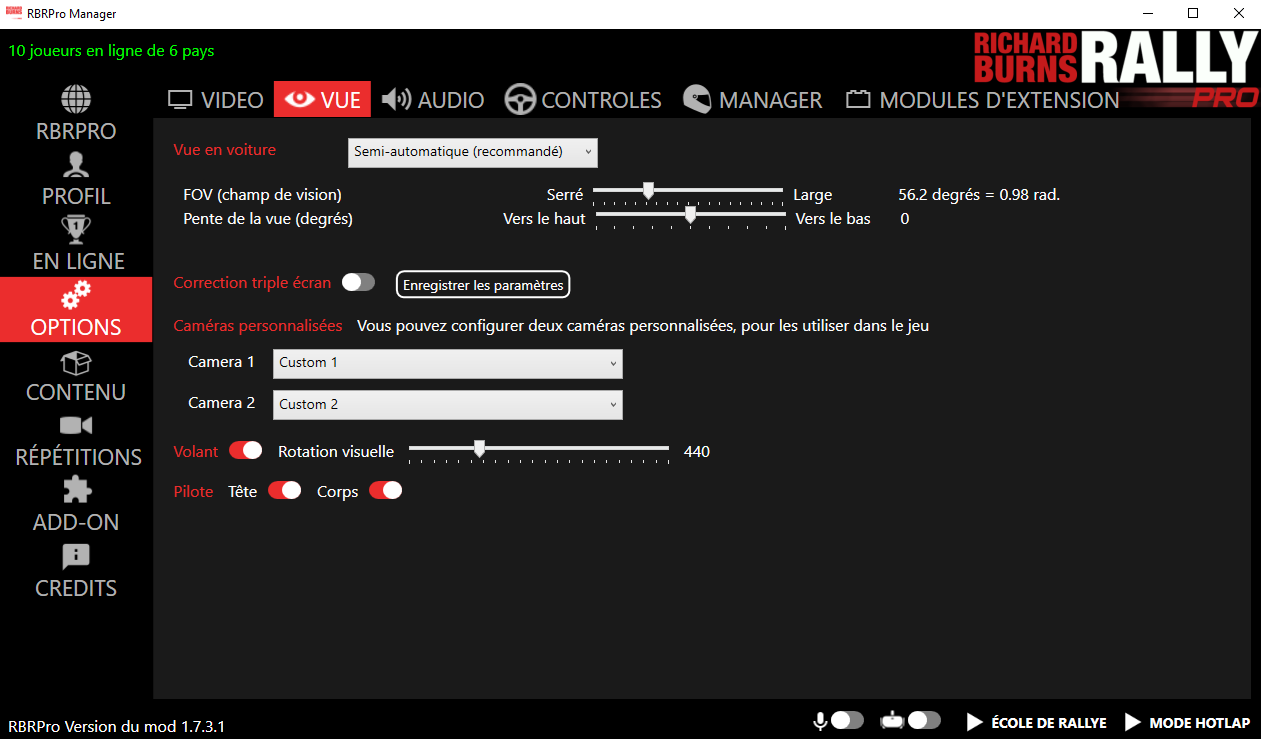 RBRPro Manager
10 joueurs en ligne de 6 pays
RICHARD BURNS RALLY PRO
RBRPRO
PROFIL
EN LIGNE
OPTIONS
CONTENU
RÉPÉTITIONS
ADD-ON
CREDITS
VIDEO VUE AUDIO CONTROLES MANAGER MODULES D'EXTENSION
Vue en voiture Semi-automatique (recommandé)
FOV (champ de vision) Serré Large 56.2 degrés = 0.98 rad.
Pente de la vue (degrés) Vers le haut Vers le bas 0
Correction triple écran Enregistrer les paramètres
Caméras personnalisées Vous pouvez configurer deux caméras personnalisées, pour les utiliser dans le jeu
Camera 1 Custom 1
Camera 2 Custom 2
Volant Rotation visuelle 440
Pilote Tête Corps
RBRPro Version du mod 1.7.3.1
ÉCOLE DE RALLYE MODE HOTLAP